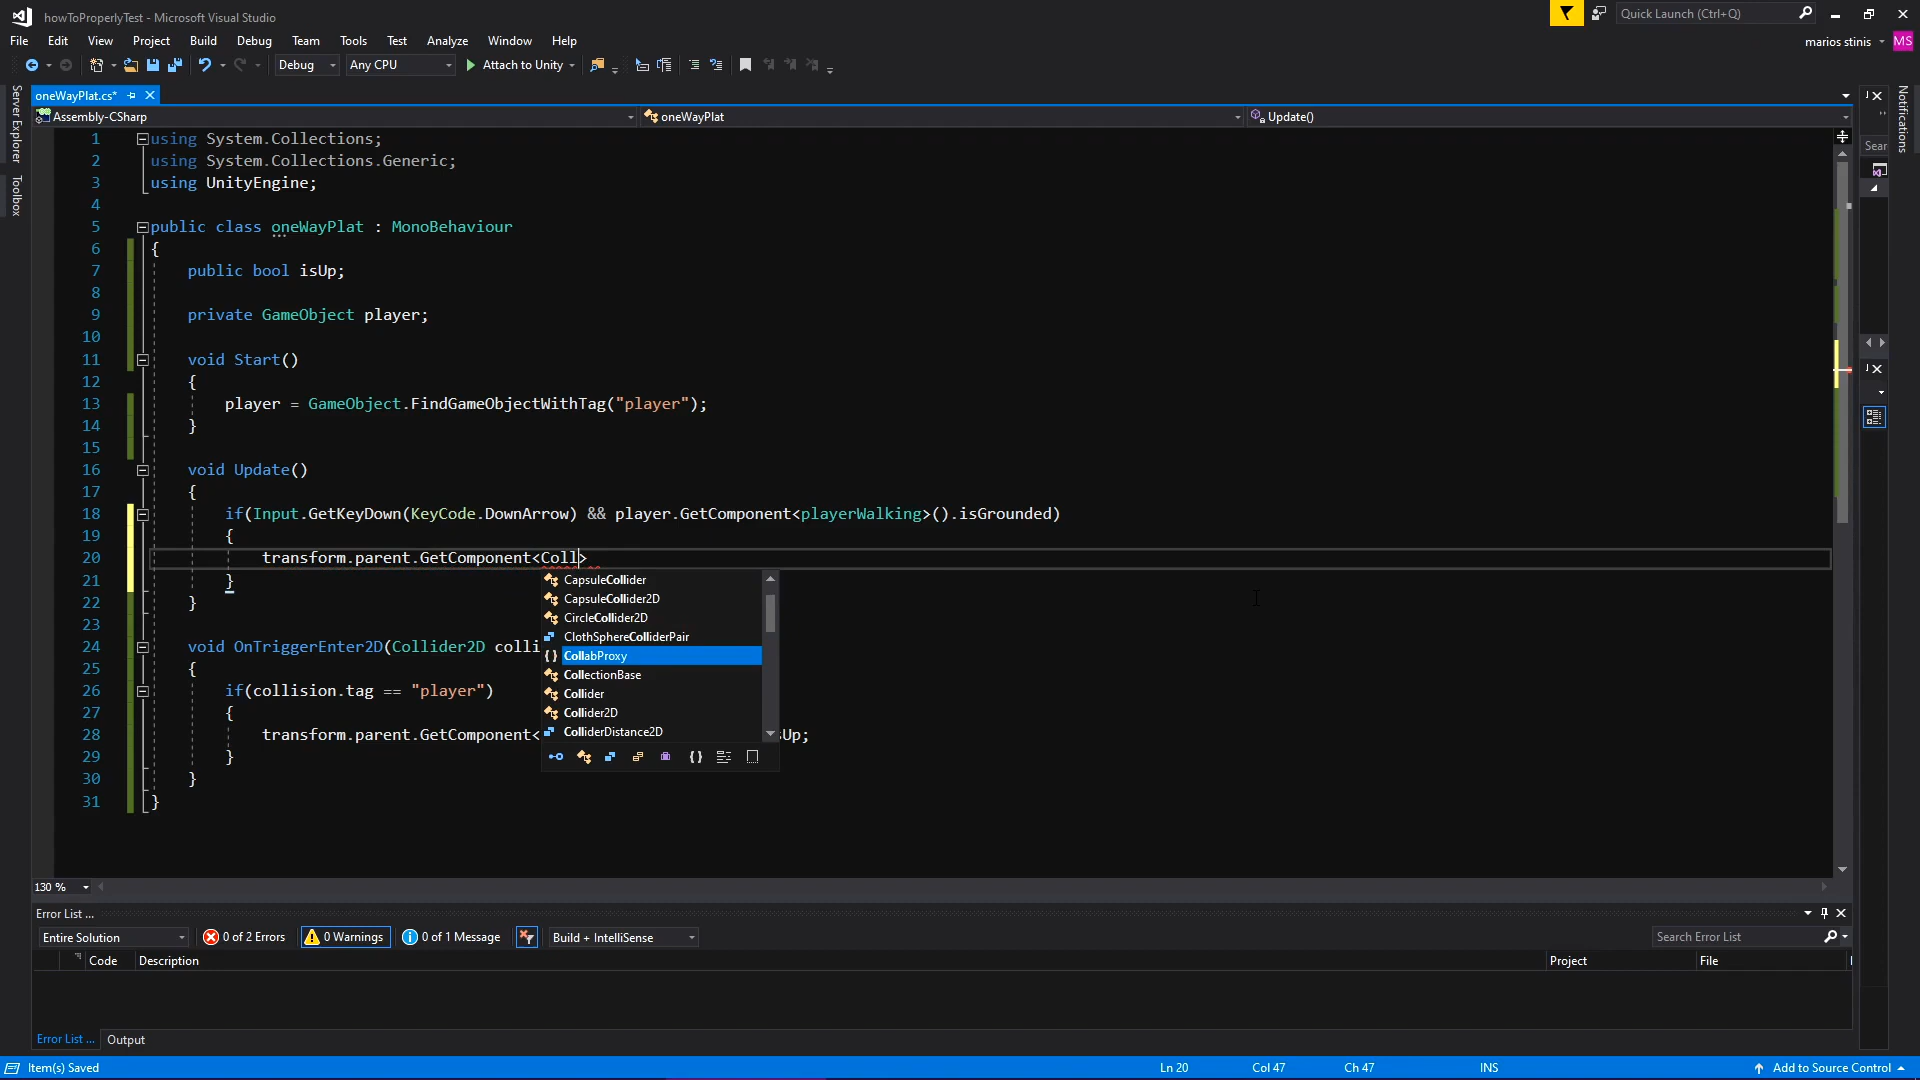 howToProperlyTest - Microsoft Visual Studio
Quick Launch (Ctrl+Q)
File Edit View Project Build Debug Team Tools Test Analyze Window Help
marios stinis MS
Debug Any CPU Attach to Unity
Server Explorer
Toolbox
Notifications
oneWayPlat.cs*
Assembly-CSharp oneWayPlat Update()
Sear
1 using System.Collections;
2 using System.Collections.Generic;
3 using UnityEngine;
4
5 public class oneWayPlat : MonoBehaviour
6 {
7 public bool isUp;
8
9 private GameObject player;
10
11 void Start()
12 {
13 player = GameObject.FindGameObjectWithTag("player");
14 }
15
16 void Update()
17 {
18 if(Input.GetKeyDown(KeyCode.DownArrow) && player.GetComponent<playerWalking>().isGrounded)
19 {
20 transform.parent.GetComponent<Coll>
21 }
22 }
23
24 void OnTriggerEnter2D(Collider2D colli
25 {
26 if(collision.tag == "player")
27 {
28 transform.parent.GetComponent< sUp;
29 }
30 }
31 }
CapsuleCollider
CapsuleCollider2D
CircleCollider2D
ClothSphereColliderPair
CollabProxy
CollectionBase
Collider
Collider2D
ColliderDistance2D
130 %
Error List ...
Entire Solution 0 of 2 Errors 0 Warnings 0 of 1 Message Build + IntelliSense Search Error List
Code Description Project File
Error List ... Output
Item(s) Saved Ln 20 Col 47 Ch 47 INS Add to Source Control